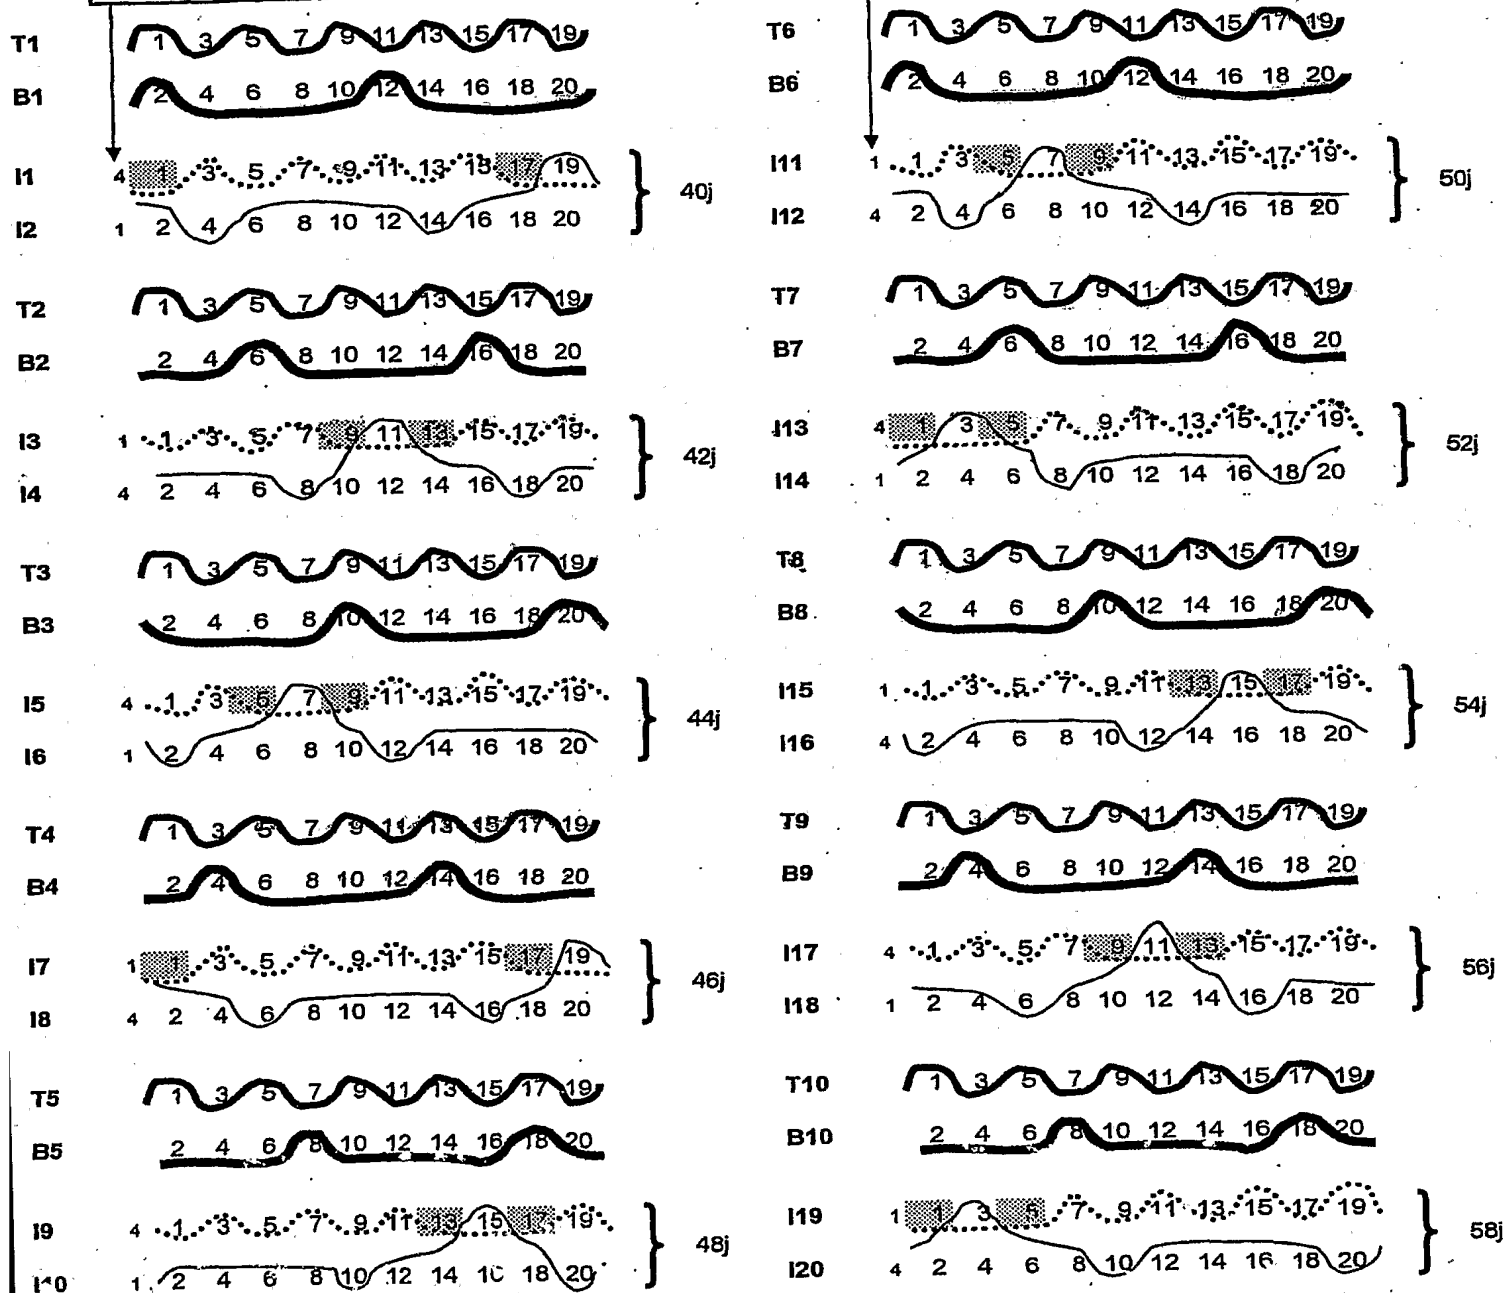 T1 1 3 5 7 9 11 13 15 17 19
B1 2 4 6 8 10 12 14 16 18 20
I1 4 1 3 5 7 9 11 13 15 17 19
40j
I2 1 2 4 6 8 10 12 14 16 18 20
T2 1 3 5 7 9 11 13 15 17 19
B2 2 4 6 8 10 12 14 16 18 20
I3 1 1 3 5 7 9 11 13 15 17 19
42j
I4 4 2 4 6 8 10 12 14 16 18 20
T3 1 3 5 7 9 11 13 15 17 19
B3 2 4 6 8 10 12 14 16 18 20
I5 4 1 3 5 7 9 11 13 15 17 19
44j
I6 1 2 4 6 8 10 12 14 16 18 20
T4 1 3 5 7 9 11 13 15 17 19
B4 2 4 6 8 10 12 14 16 18 20
I7 1 1 3 5 7 9 11 13 15 17 19
46j
I8 4 2 4 6 8 10 12 14 16 18 20
T5 1 3 5 7 9 11 13 15 17 19
B5 2 4 6 8 10 12 14 16 18 20
I9 4 1 3 5 7 9 11 13 15 17 19
48j
I10 1 2 4 6 8 10 12 14 16 18 20
T6 1 3 5 7 9 11 13 15 17 19
B6 2 4 6 8 10 12 14 16 18 20
I11 1 1 3 5 7 9 11 13 15 17 19
50j
I12 4 2 4 6 8 10 12 14 16 18 20
T7 1 3 5 7 9 11 13 15 17 19
B7 2 4 6 8 10 12 14 16 18 20
I13 4 1 3 5 7 9 11 13 15 17 19
52j
I14 1 2 4 6 8 10 12 14 16 18 20
T8 1 3 5 7 9 11 13 15 17 19
B8 2 4 6 8 10 12 14 16 18 20
I15 1 1 3 5 7 9 11 13 15 17 19
54j
I16 4 2 4 6 8 10 12 14 16 18 20
T9 1 3 5 7 9 11 13 15 17 19
B9 2 4 6 8 10 12 14 16 18 20
I17 4 1 3 5 7 9 11 13 15 17 19
56j
I18 1 2 4 6 8 10 12 14 16 18 20
T10 1 3 5 7 9 11 13 15 17 19
B10 2 4 6 8 10 12 14 16 18 20
I19 1 1 3 5 7 9 11 13 15 17 19
58j
I20 4 2 4 6 8 10 12 14 16 18 20